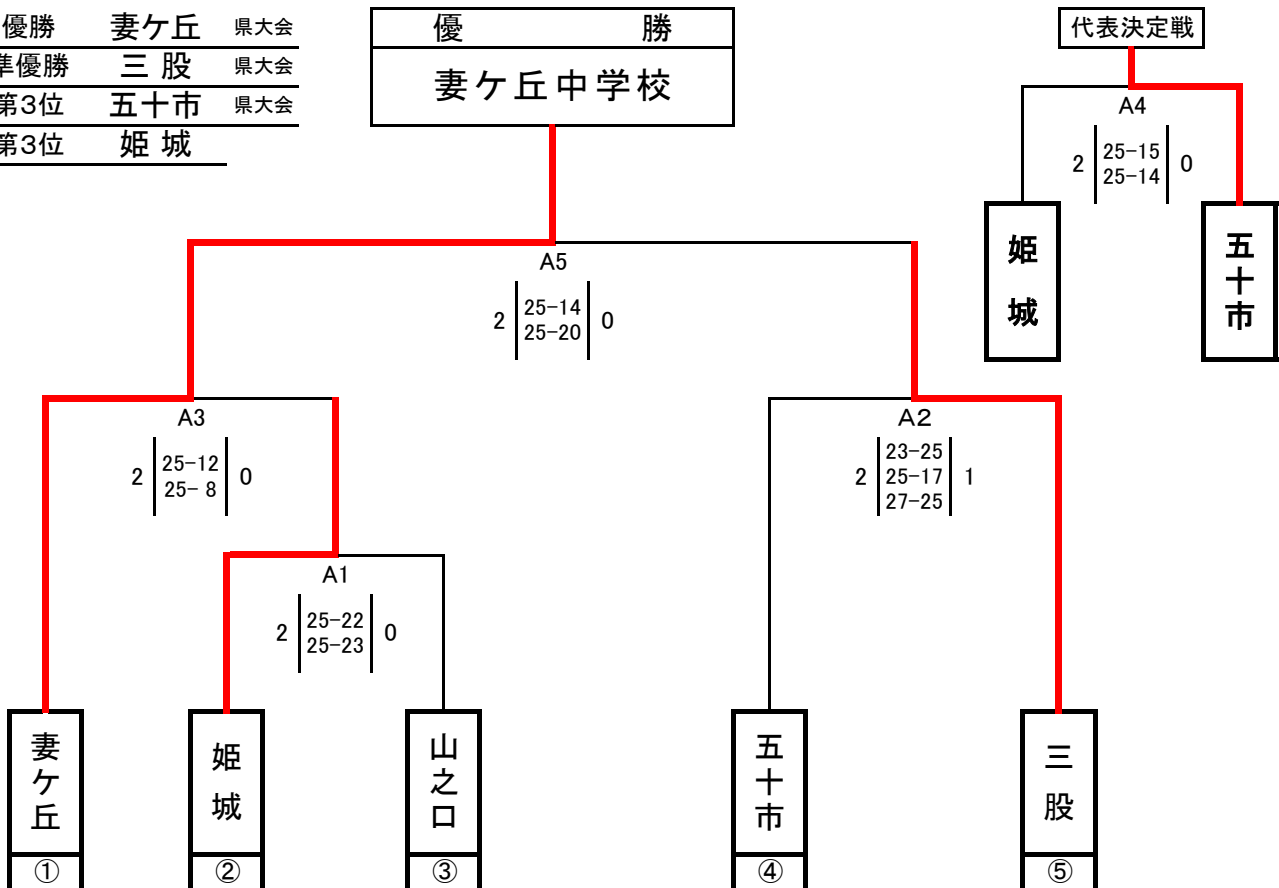 優勝 妻ケ丘 県大会
準優勝 三 股 県大会
第3位 五十市 県大会
第3位 姫 城
優 勝
妻ケ丘中学校
代表決定戦
A4
2 25-15 0
25-14
姫城
五十市
A5
2 25-14 0
25-20
A3
2 25-12 0
25- 8
A2
2 23-25 1
25-17
27-25
A1
2 25-22 0
25-23
妻ケ丘
姫城
山之口
五十市
三股
① ② ③ ④ ⑤